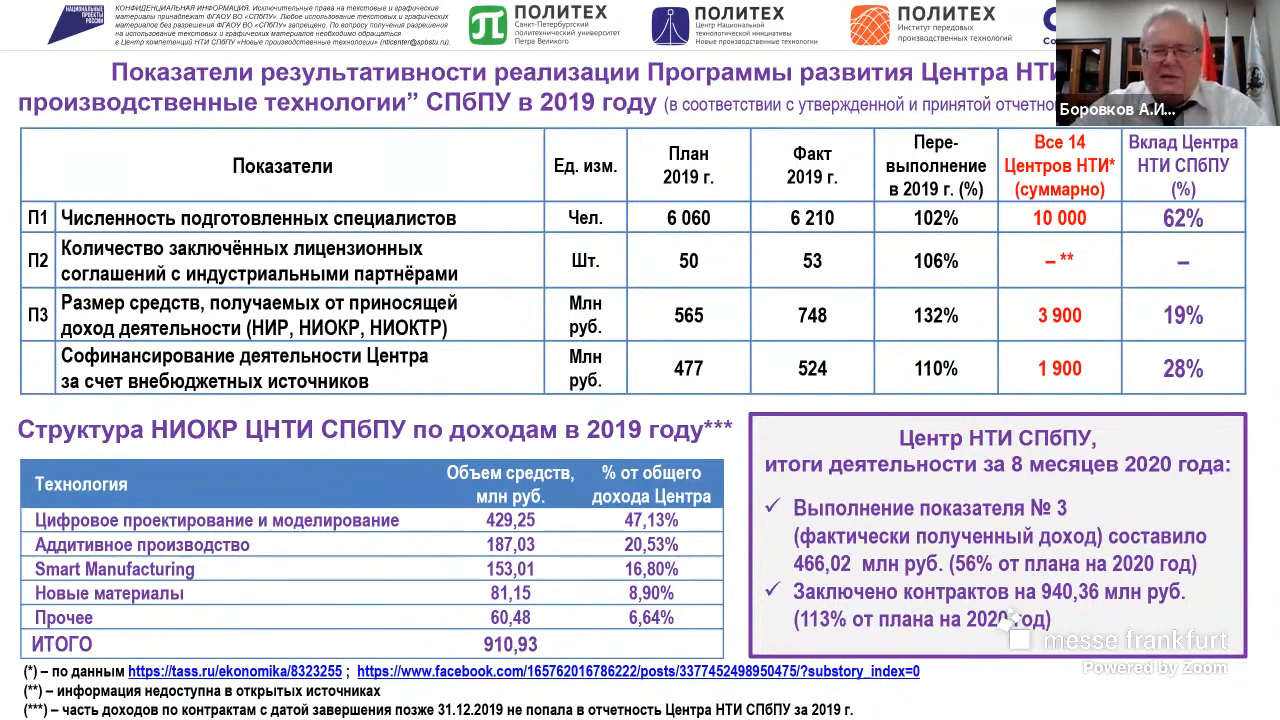 НАЦИОНАЛЬНЫЕ
ПРОЕКТЫ
РОССИИ
КОНФИДЕНЦИАЛЬНАЯ ИНФОРМАЦИЯ. Исключительные права на текстовые и графические
материалы принадлежат ФГАОУ ВО «СПбПУ». Любое использование текстовых и графических
материалов без разрешения ФГАОУ ВО «СПбПУ» запрещено. По вопросу получения разрешения
на использование текстовых и графических материалов необходимо обращаться
в Центр компетенций НТИ СПбПУ «Новые производственные технологии» (nticenter@spbstu.ru).
ПОЛИТЕХ
Санкт-Петербургский
политехнический университет
Петра Великого
ПОЛИТЕХ
Центр Национальной
технологической инициативы
Новые производственные технологии
ПОЛИТЕХ
Институт передовых
производственных технологий
Боровков А.И...
Показатели результативности реализации Программы развития Центра НТИ
производственные технологии” СПбПУ в 2019 году (в соответствии с утвержденной и принятой отчетно
Показатели Ед. изм. План 2019 г. Факт 2019 г. Пере-выполнение в 2019 г. (%) Все 14 Центров НТИ* (суммарно) Вклад Центра НТИ СПбПУ (%)
П1 Численность подготовленных специалистов Чел. 6 060 6 210 102% 10 000 62%
П2 Количество заключённых лицензионных
соглашений с индустриальными партнёрами Шт. 50 53 106% – ** –
П3 Размер средств, получаемых от приносящей
доход деятельности (НИР, НИОКР, НИОКТР) Млн руб. 565 748 132% 3 900 19%
Софинансирование деятельности Центра
за счет внебюджетных источников Млн руб. 477 524 110% 1 900 28%
Структура НИОКР ЦНТИ СПбПУ по доходам в 2019 году***
Технология Объем средств, млн руб. % от общего дохода Центра
Цифровое проектирование и моделирование 429,25 47,13%
Аддитивное производство 187,03 20,53%
Smart Manufacturing 153,01 16,80%
Новые материалы 81,15 8,90%
Прочее 60,48 6,64%
ИТОГО 910,93
Центр НТИ СПбПУ,
итоги деятельности за 8 месяцев 2020 года:
✓ Выполнение показателя № 3
(фактически полученный доход) составило
466,02 млн руб. (56% от плана на 2020 год)
✓ Заключено контрактов на 940,36 млн руб.
(113% от плана на 2020 год)
messe frankfurt
Powered by Zoom
(*) – по данным https://tass.ru/ekonomika/8323255 ; https://www.facebook.com/165762016786222/posts/3377452498950475/?substory_index=0
(**) – информация недоступна в открытых источниках
(***) – часть доходов по контрактам с датой завершения позже 31.12.2019 не попала в отчетность Центра НТИ СПбПУ за 2019 г.